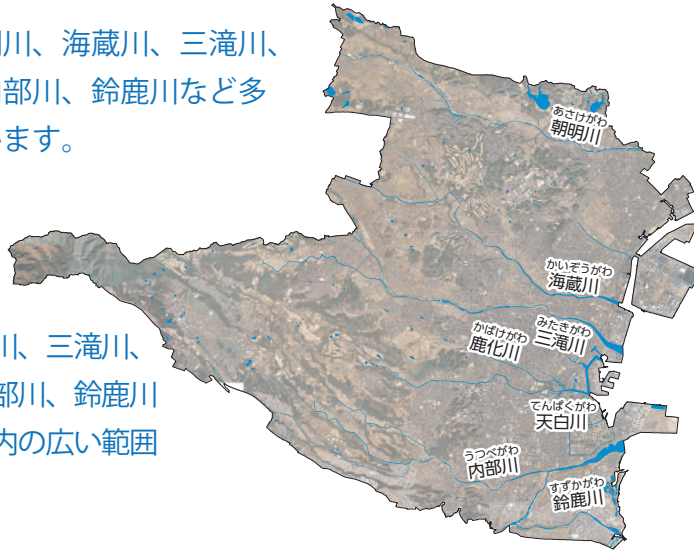 川、海蔵川、三滝川、
部川、鈴鹿川など多
います。
あさけがわ
朝明川
かいぞうがわ
海蔵川
みたきがわ
三滝川
かばけがわ
鹿化川
川、三滝川、
部川、鈴鹿川
内の広い範囲
てんぱくがわ
天白川
うつべがわ
内部川
すずかがわ
鈴鹿川